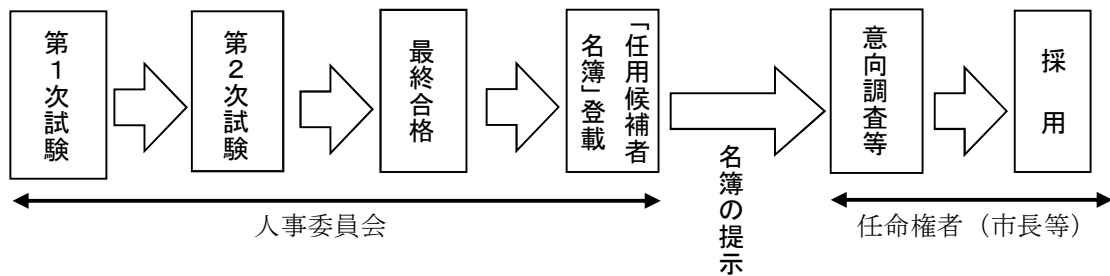 第１次試験
第２次試験
最終合格
「任用候補者
名簿」登載
名簿の提示
意向調査等
採用
人事委員会
任命権者（市長等）